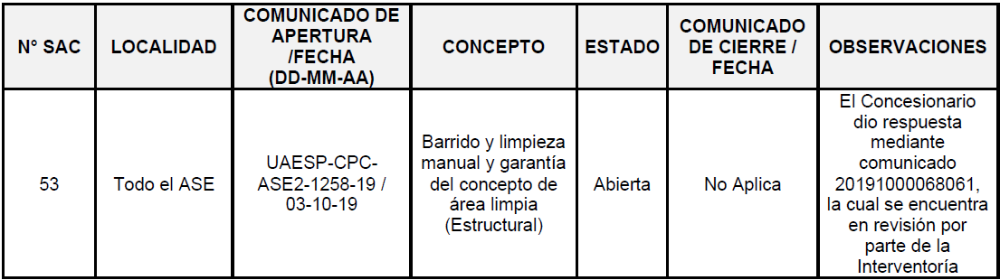 N° SAC
LOCALIDAD
COMUNICADO DE
APERTURA
/FECHA
(DD-MM-AA)
CONCEPTO
ESTADO
COMUNICADO
DE CIERRE /
FECHA
OBSERVACIONES
53
Todo el ASE
UAESP-CPC-
ASE2-1258-19 /
03-10-19
Barrido y limpieza
manual y garantía
del concepto de
área limpia
(Estructural)
Abierta
No Aplica
El Concesionario
dio respuesta
mediante
comunicado
20191000068061,
la cual se encuentra
en revisión por
parte de la
Interventoría